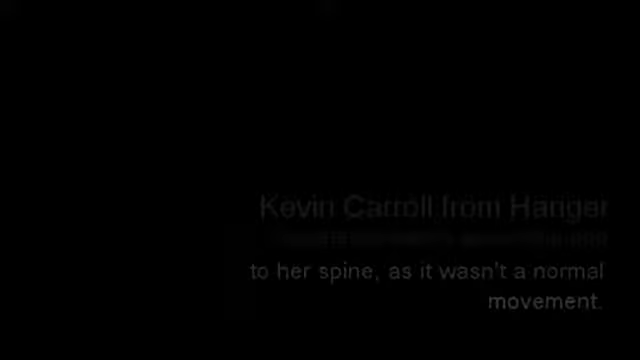 Kevin Carroll from Hanger
to her spine, as it wasn't a normal
movement.